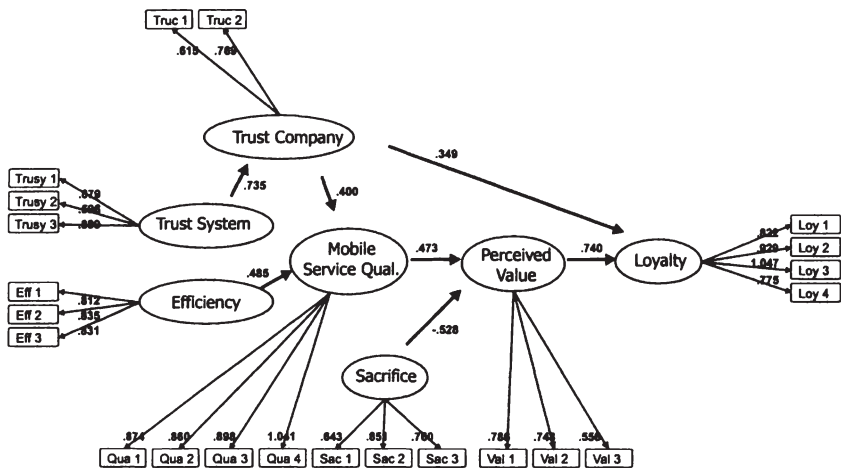 Truc 1 Truc 2
.615 .769
Trust Company
.349
Trusy 1
.879
.735
.400
Trusy 2
Trusy 3
Trust System
Mobile
Service Qual.
.473
Perceived
Value
.740
Loyalty
Loy 1
Loy 2
.929
Loy 3
1.047
Loy 4
.775
.485
Eff 1
.812
Efficiency
Eff 2
.835
Eff 3
.831
-.528
Sacrifice
.874 .860 .898 1.041 .643 .851 .760
Qua 1 Qua 2 Qua 3 Qua 4 Sac 1 Sac 2 Sac 3 Val 1 Val 2 Val 3